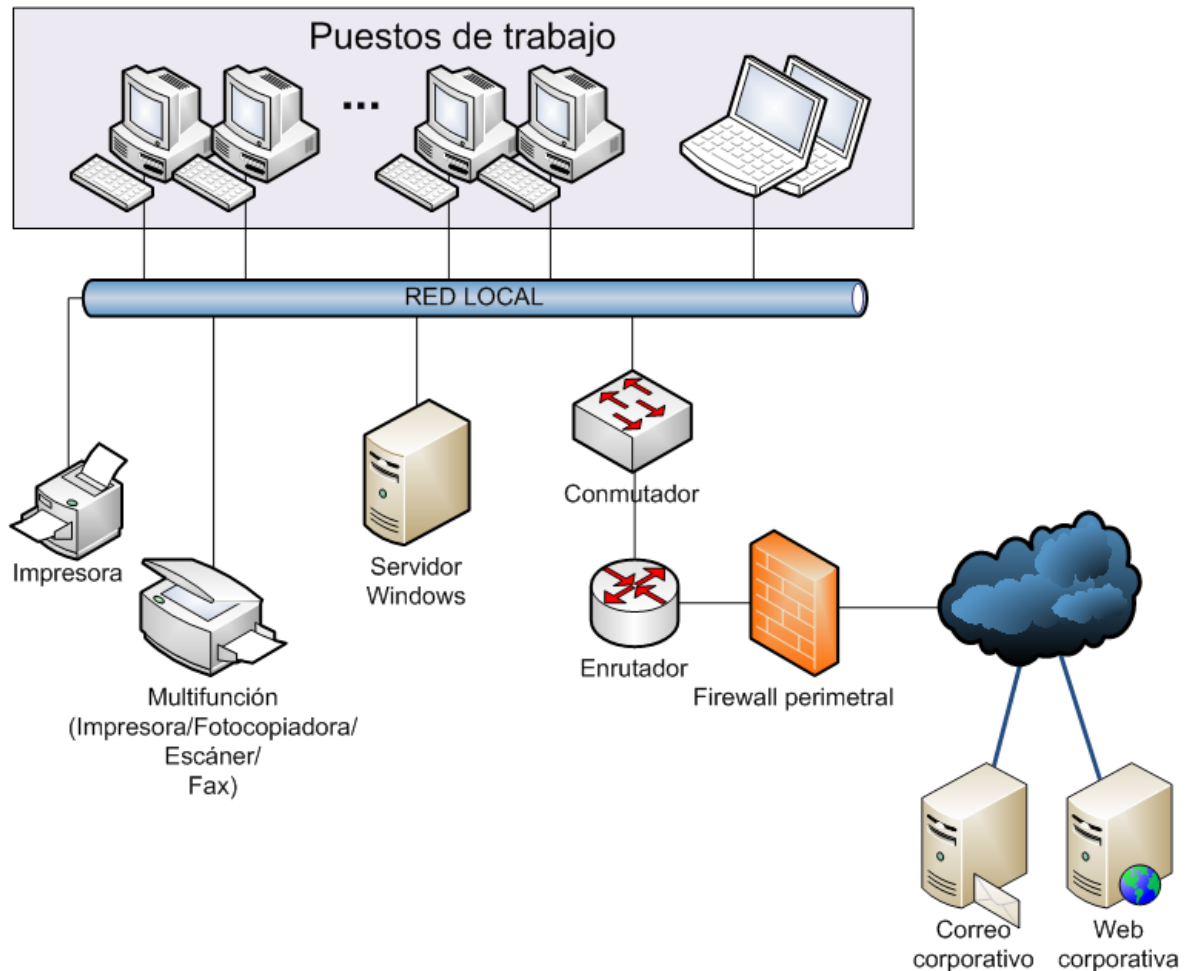 Puestos de trabajo
...
RED LOCAL
Conmutador
Impresora
Servidor
Windows
Enrutador
Firewall perimetral
Multifunción
(Impresora/Fotocopiadora/
Escáner/
Fax)
Correo
corporativo
Web
corporativa